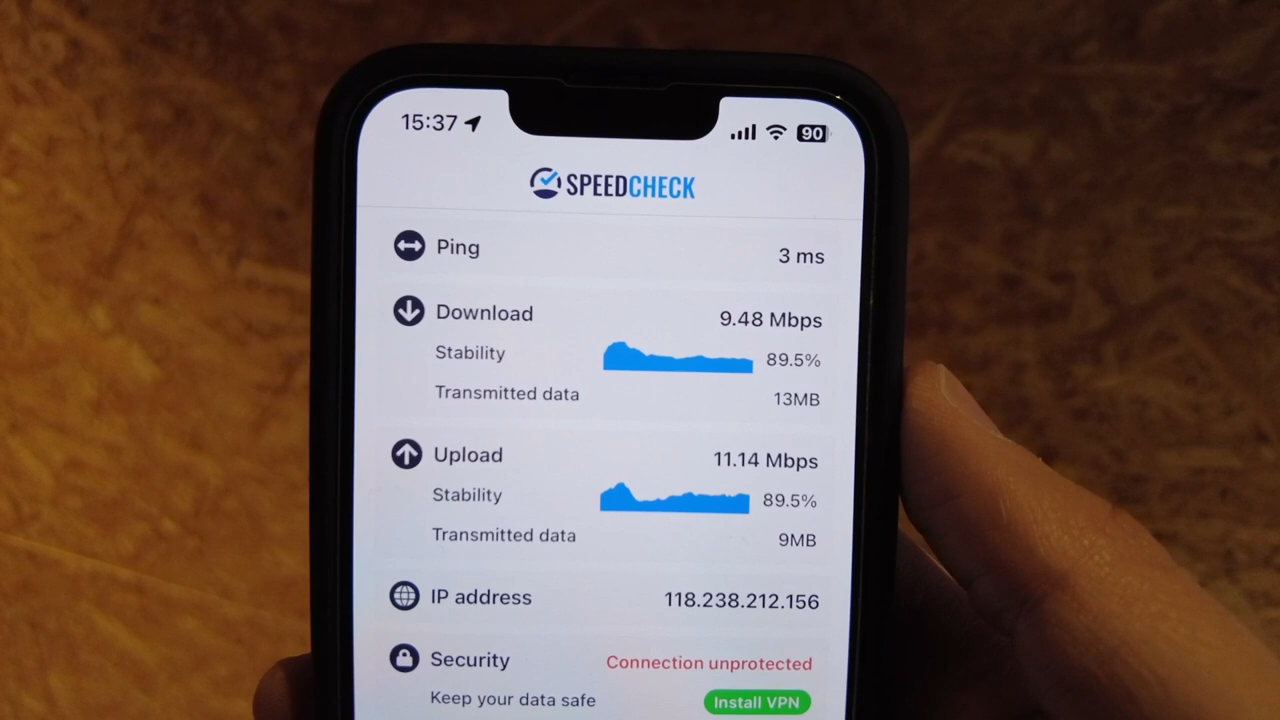 15:37 90
SPEEDCHECK
Ping 3 ms
Download 9.48 Mbps
Stability 89.5%
Transmitted data 13MB
Upload 11.14 Mbps
Stability 89.5%
Transmitted data 9MB
IP address 118.238.212.156
Security Connection unprotected
Keep your data safe Install VPN